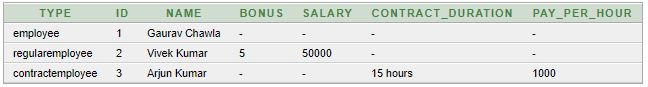 TYPE ID NAME BONUS SALARY CONTRACT_DURATION PAY_PER_HOUR
employee 1 Gaurav Chawla - - - -
regularemployee 2 Vivek Kumar 5 50000 - -
contractemployee 3 Arjun Kumar - - 15 hours 1000